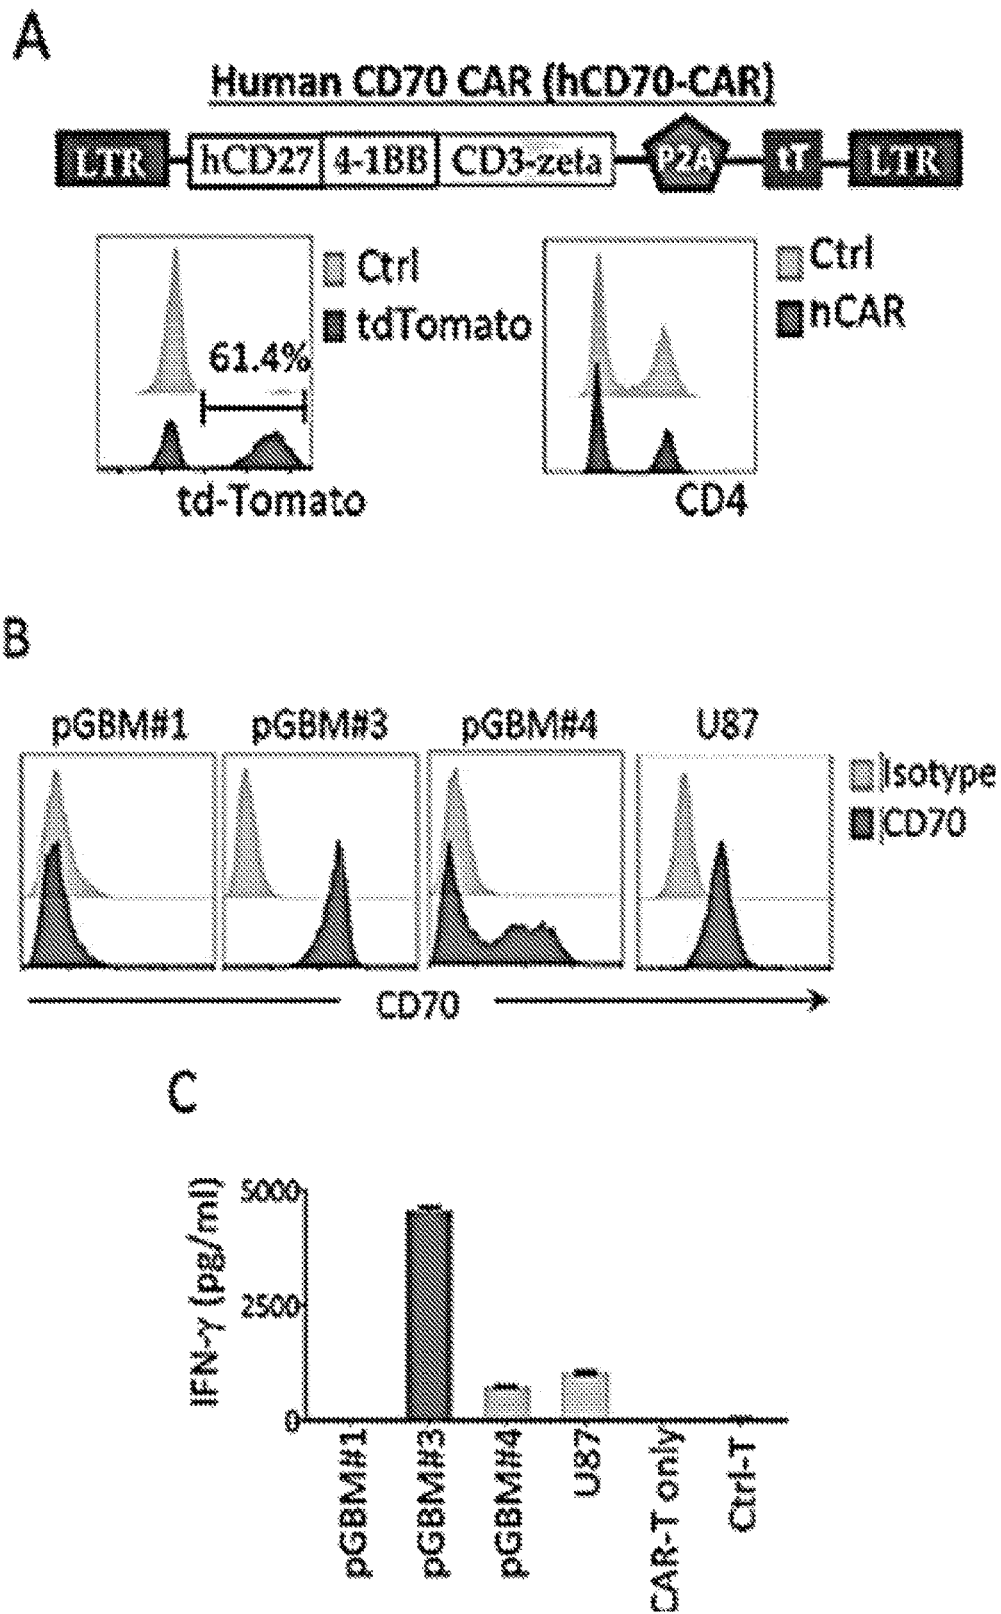 A
Human CD70 CAR (hCD70-CAR)
LTR hCD27 4-1BB CD3-zeta P2A tT LTR
Ctrl
tdTomato
61.4%
td-Tomato
Ctrl
hCAR
CD4
B
pGBM#1 pGBM#3 pGBM#4 U87
Isotype
CD70
CD70
C
IFN-γ (pg/ml)
5000
2500
0
pGBM#1
pGBM#3
pGBM#4
U87
CAR-T only
Ctrl-T